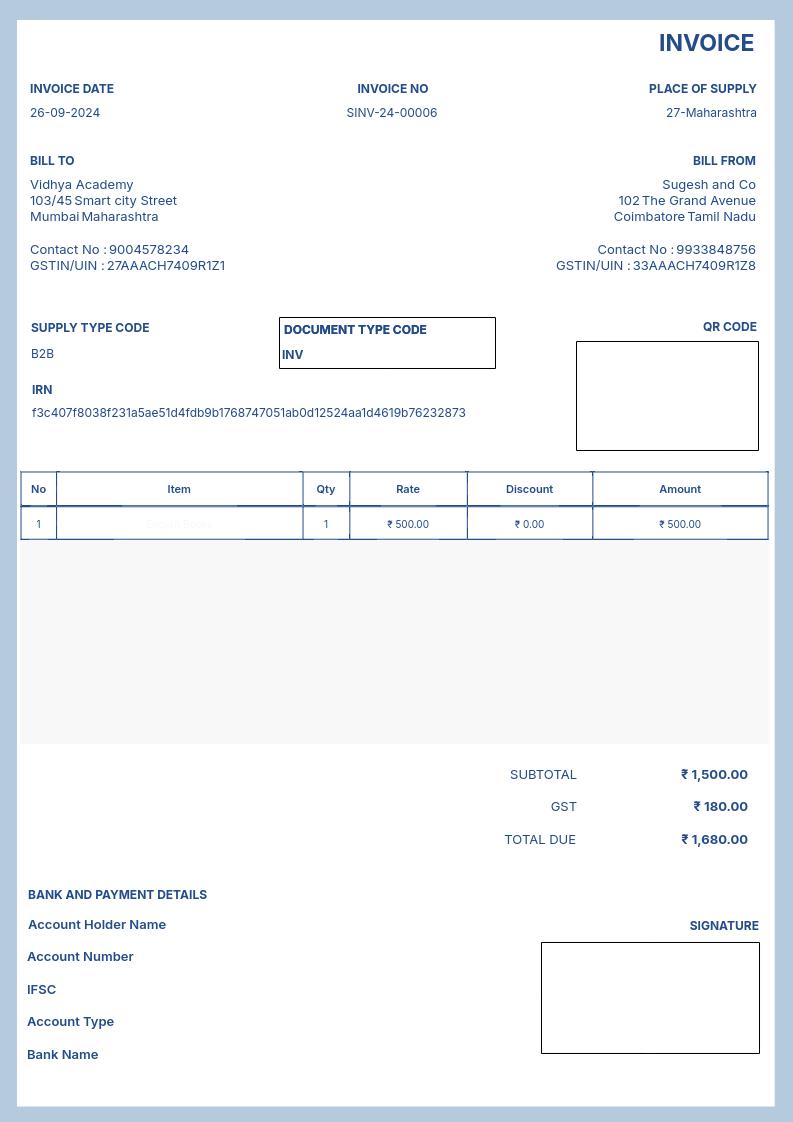 INVOICE
INVOICE DATE
INVOICE NO
PLACE OF SUPPLY
26-09-2024
SINV-24-00006
27-Maharashtra
BILL TO
BILL FROM
Vidhya Academy
Sugesh and Co
103/45 Smart city Street
102 The Grand Avenue
Mumbai Maharashtra
Coimbatore Tamil Nadu
Contact No : 9004578234
Contact No : 9933848756
GSTIN/UIN : 27AAACH7409R1Z1
GSTIN/UIN : 33AAACH7409R1Z8
SUPPLY TYPE CODE
DOCUMENT TYPE CODE
QR CODE
B2B
INV
IRN
f3c407f8038f231a5ae51d4fdb9b1768747051ab0d12524aa1d4619b76232873
No Item Qty Rate Discount Amount
1 1 ₹ 500.00 ₹ 0.00 ₹ 500.00
SUBTOTAL ₹ 1,500.00
GST ₹ 180.00
TOTAL DUE ₹ 1,680.00
BANK AND PAYMENT DETAILS
Account Holder Name
SIGNATURE
Account Number
IFSC
Account Type
Bank Name